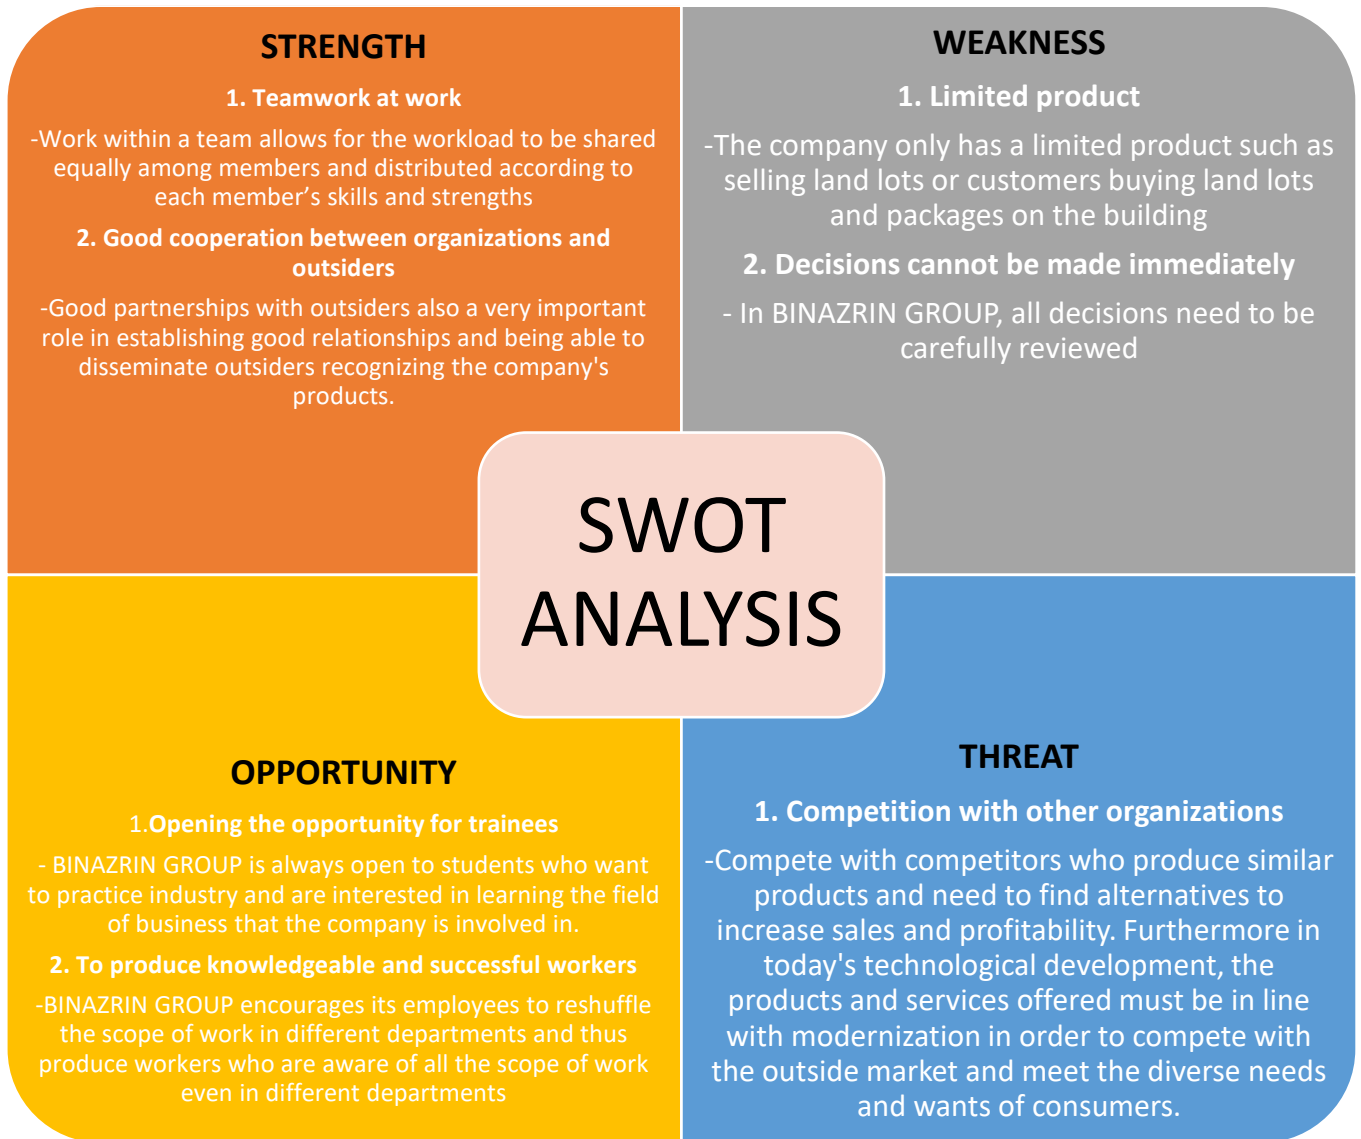 STRENGTH
1. Teamwork at work
-Work within a team allows for the workload to be shared
equally among members and distributed according to
each member’s skills and strengths
2. Good cooperation between organizations and
outsiders
-Good partnerships with outsiders also a very important
role in establishing good relationships and being able to
disseminate outsiders recognizing the company's
products.
WEAKNESS
1. Limited product
-The company only has a limited product such as
selling land lots or customers buying land lots
and packages on the building
2. Decisions cannot be made immediately
- In BINAZRIN GROUP, all decisions need to be
carefully reviewed
SWOT
ANALYSIS
OPPORTUNITY
1.Opening the opportunity for trainees
- BINAZRIN GROUP is always open to students who want
to practice industry and are interested in learning the field
of business that the company is involved in.
2. To produce knowledgeable and successful workers
-BINAZRIN GROUP encourages its employees to reshuffle
the scope of work in different departments and thus
produce workers who are aware of all the scope of work
even in different departments
THREAT
1. Competition with other organizations
-Compete with competitors who produce similar
products and need to find alternatives to
increase sales and profitability. Furthermore in
today's technological development, the
products and services offered must be in line
with modernization in order to compete with
the outside market and meet the diverse needs
and wants of consumers.